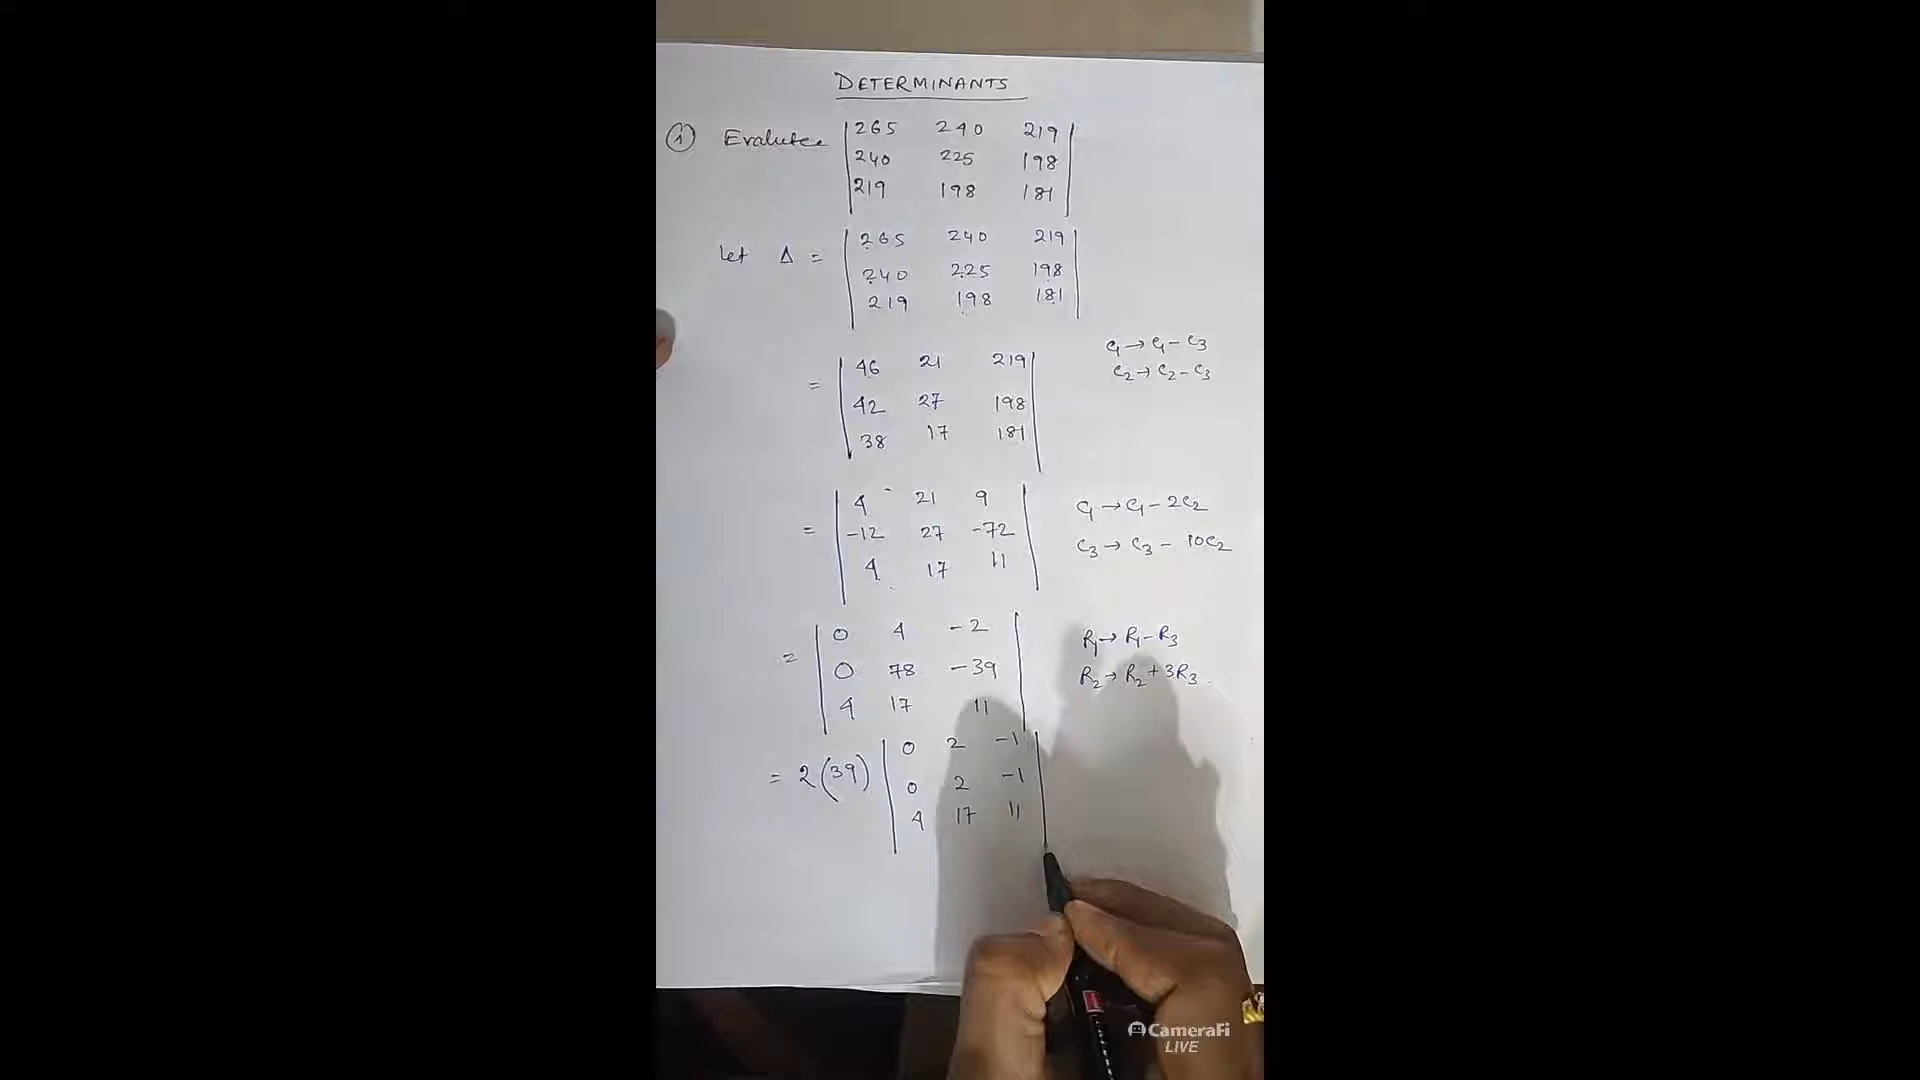 DETERMINANTS
① Evalutee | 265 240 219 |
| 240 225 198 |
| 219 198 181 |
Let Δ = | 265 240 219 |
| 240 225 198 |
| 219 198 181 |
= | 46 21 219 | C₁ → C₁ - C₃
| 42 27 198 | C₂ → C₂ - C₃
| 38 17 181 |
= | 4 21 9 | C₁ → C₁ - 2C₂
| -12 27 -72 | C₃ → C₃ - 10C₂
| 4 17 11 |
= | 0 4 -2 | R₁ → R₁ - R₃
| 0 78 -39 | R₂ → R₂ + 3R₃.
| 4 17 11 |
= 2(39) | 0 2 -1 |
| 0 2 -1 |
| 4 17 11 |
CameraFi
LIVE